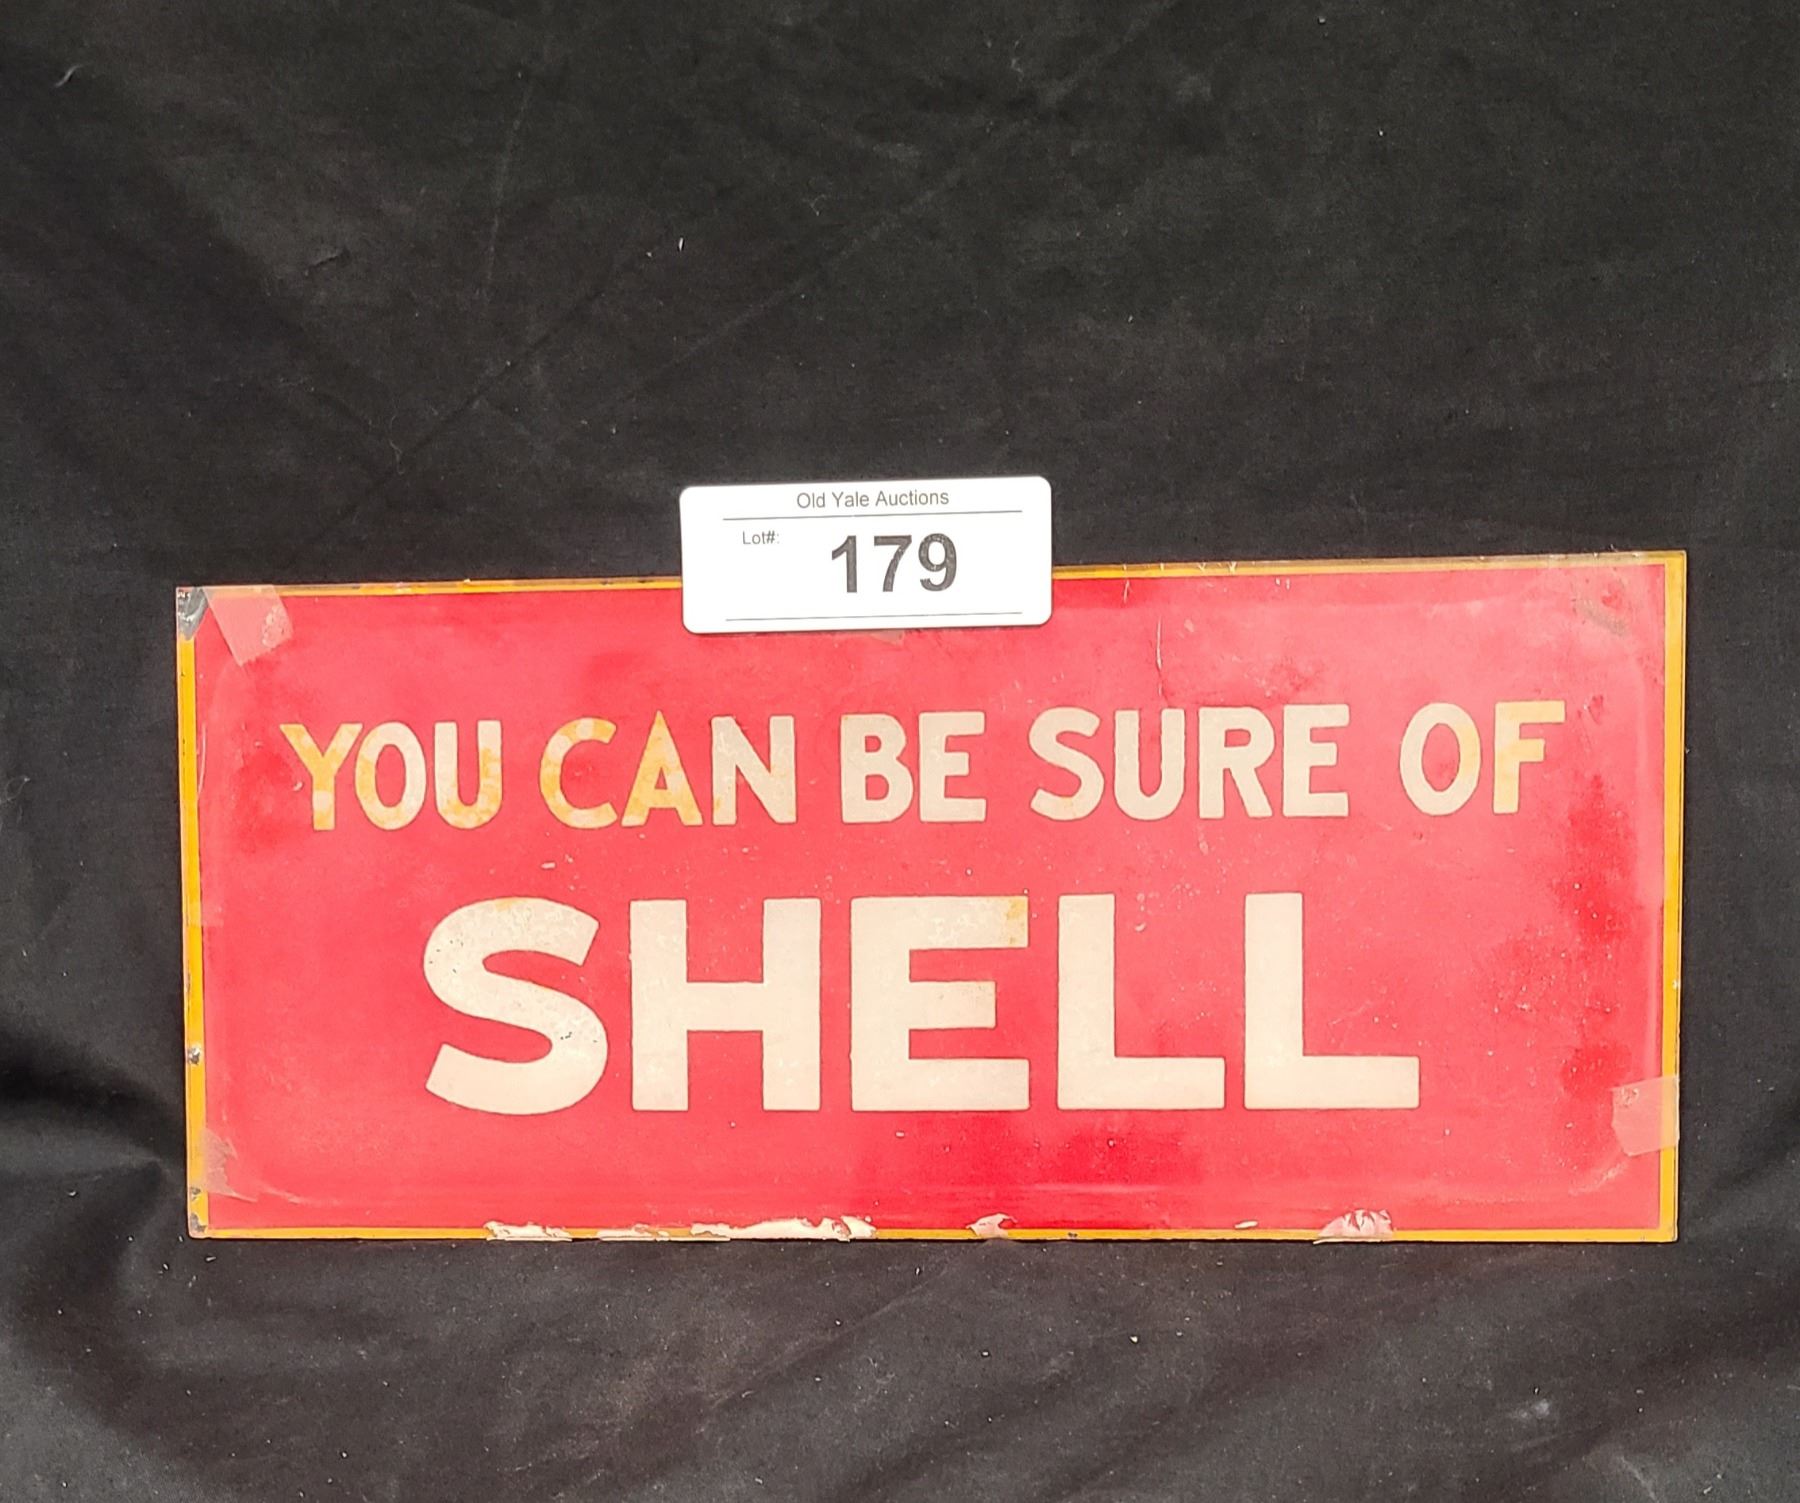 Old Yale Auctions
Lot#:
179
YOU CAN BE SURE OF
SHELL